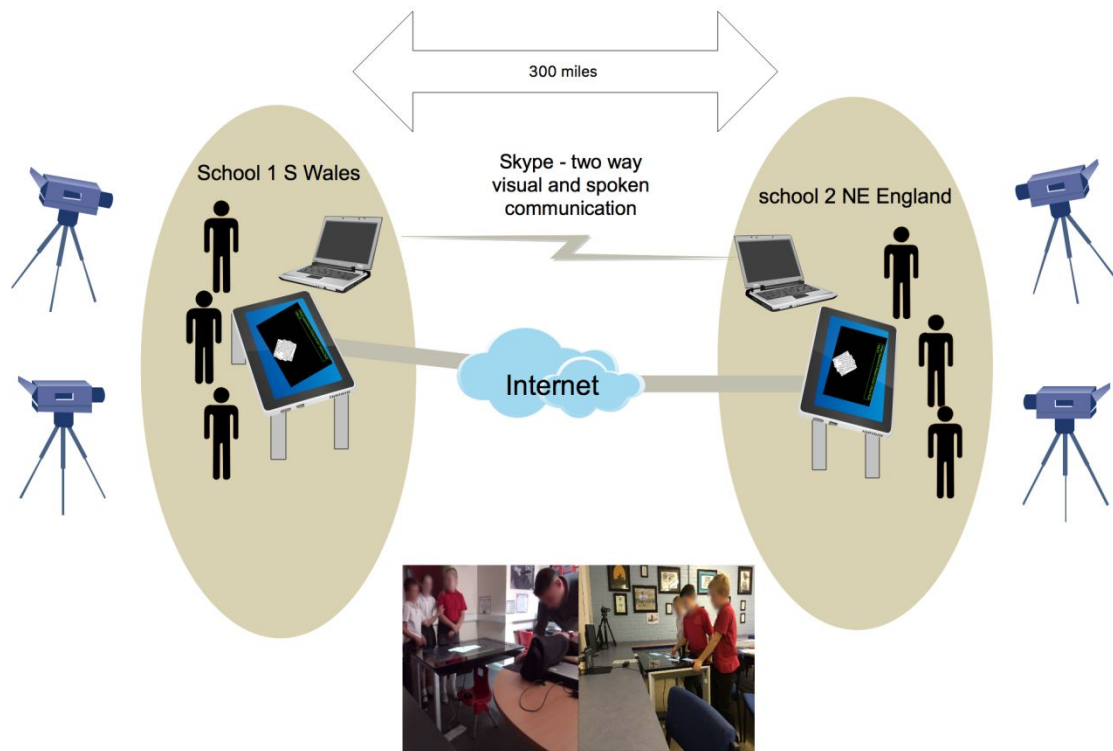 300 miles
Skype - two way
visual and spoken
communication
School 1 S Wales
school 2 NE England
Internet